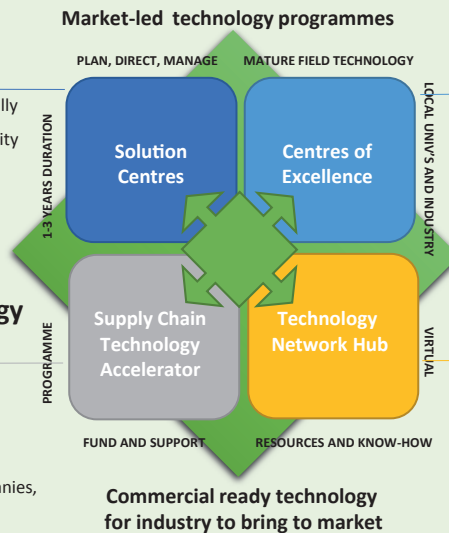 Market-led technology programmes
PLAN, DIRECT, MANAGE
MATURE FIELD TECHNOLOGY
1-3 YEARS DURATION
Solution
Centres
Centres of
Excellence
LOCAL UNIV'S AND INDUSTRY
PROGRAMME
Supply Chain
Technology
Accelerator
Technology
Network Hub
VIRTUAL
FUND AND SUPPORT
RESOURCES AND KNOW-HOW
Commercial ready technology
for industry to bring to market